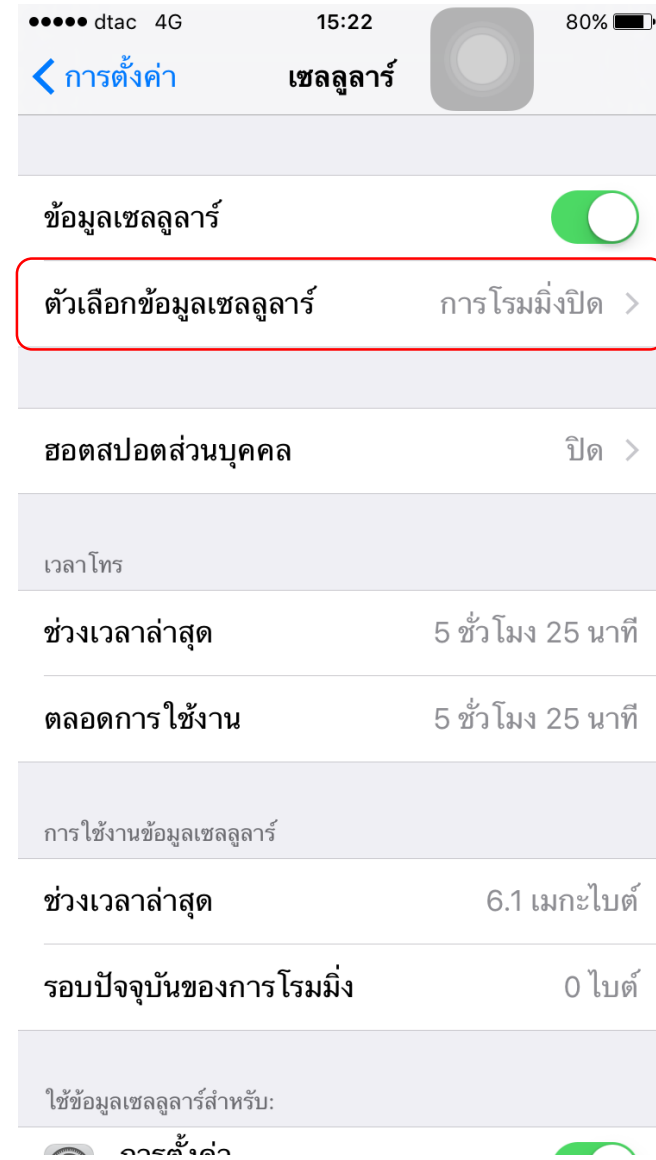 dtac 4G 15:22 80%
การตั้งค่า เซลลูลาร์
ข้อมูลเซลลูลาร์
ตัวเลือกข้อมูลเซลลูลาร์ การโรมมิ่งปิด
ฮอตสปอตส่วนบุคคล ปิด
เวลาโทร
ช่วงเวลาล่าสุด 5 ชั่วโมง 25 นาที
ตลอดการใช้งาน 5 ชั่วโมง 25 นาที
การใช้งานข้อมูลเซลลูลาร์
ช่วงเวลาล่าสุด 6.1 เมกะไบต์
รอบปัจจุบันของการโรมมิ่ง 0 ไบต์
ใช้ข้อมูลเซลลูลาร์สำหรับ:
การตั้งค่า